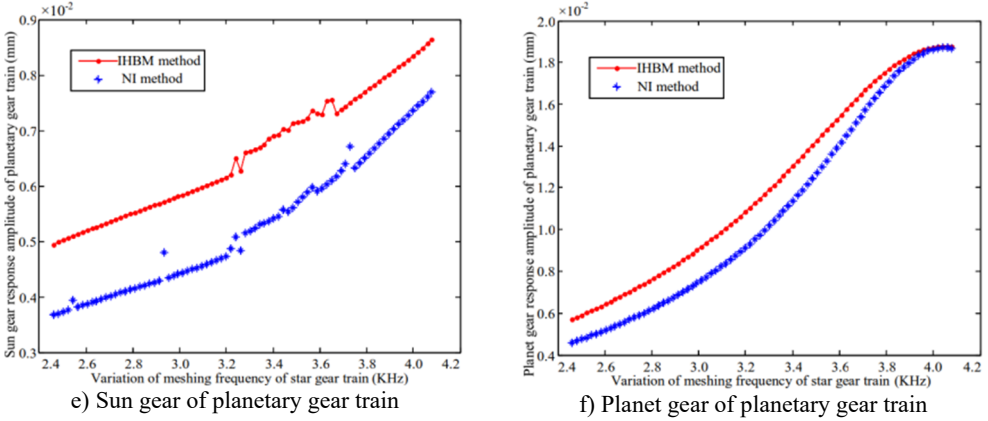 ×10⁻²
0.9
0.8
0.7
0.6
0.5
0.4
0.3
Sun gear response amplitude of planetary gear train (mm)
IHBM method
NI method
2.4 2.6 2.8 3.0 3.2 3.4 3.6 3.8 4.0 4.2
Variation of meshing frequency of star gear train (KHz)
e) Sun gear of planetary gear train
×10⁻²
2.0
1.8
1.6
1.4
1.2
1.0
0.8
0.6
0.4
Planet gear response amplitude of planetary gear train (mm)
IHBM method
NI method
2.4 2.6 2.8 3.0 3.2 3.4 3.6 3.8 4.0 4.2
Variation of meshing frequency of star gear train (KHz)
f) Planet gear of planetary gear train